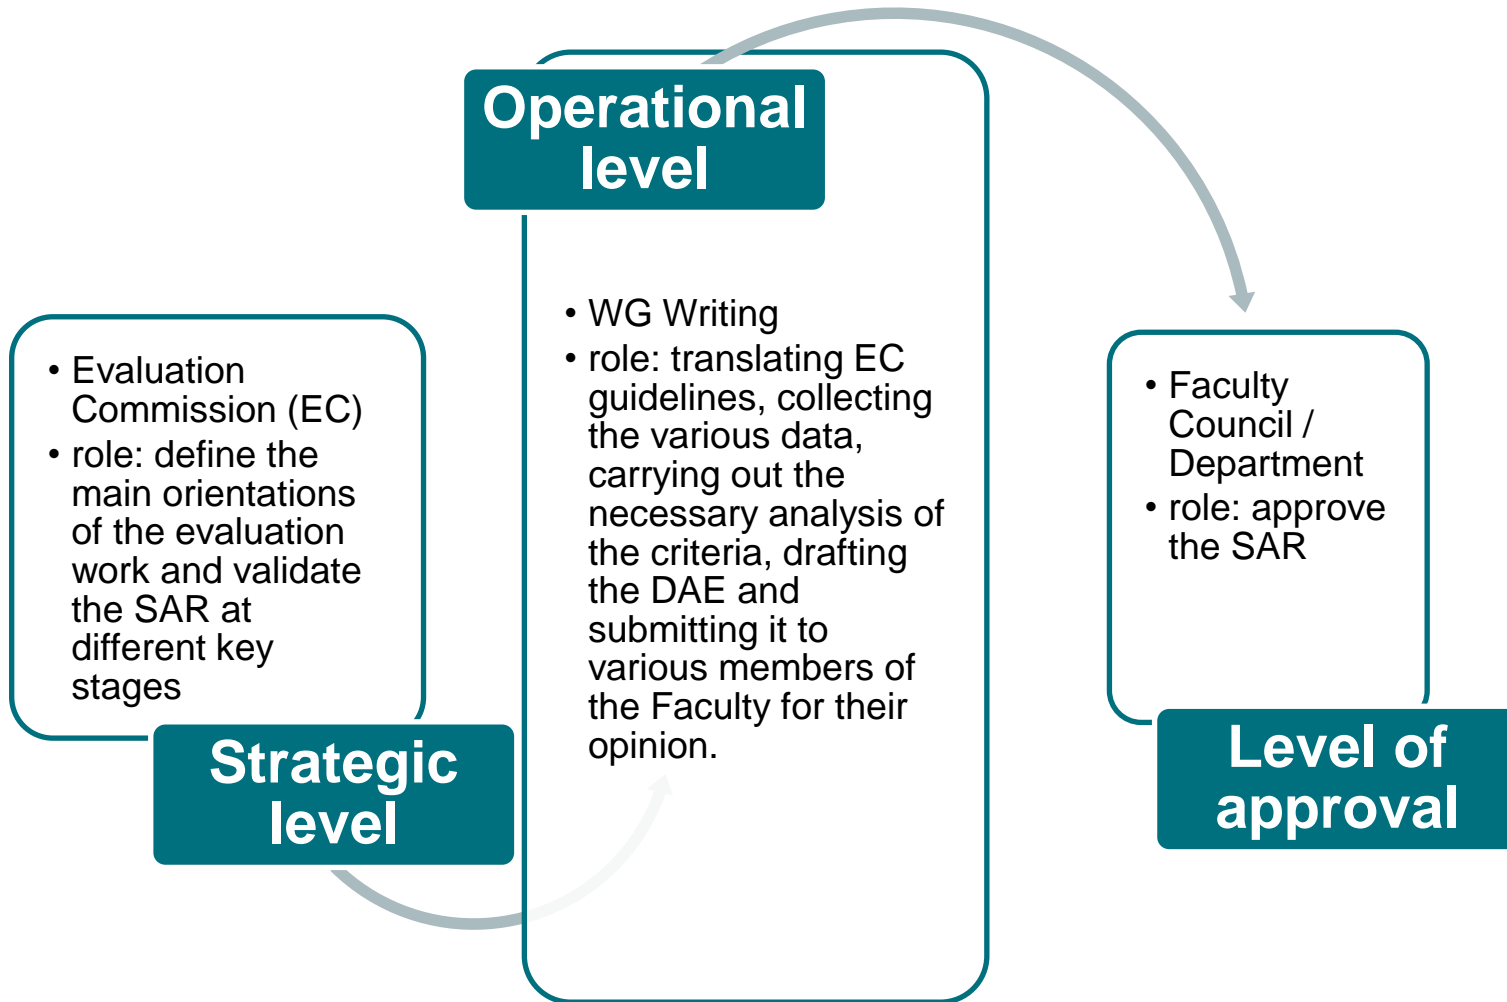 • Evaluation
Commission (EC)
• role: define the
main orientations
of the evaluation
work and validate
the SAR at
different key
stages
Strategic
level
Operational
level
• WG Writing
• role: translating EC
guidelines, collecting
the various data,
carrying out the
necessary analysis of
the criteria, drafting
the DAE and
submitting it to
various members of
the Faculty for their
opinion.
• Faculty
Council /
Department
• role: approve
the SAR
Level of
approval